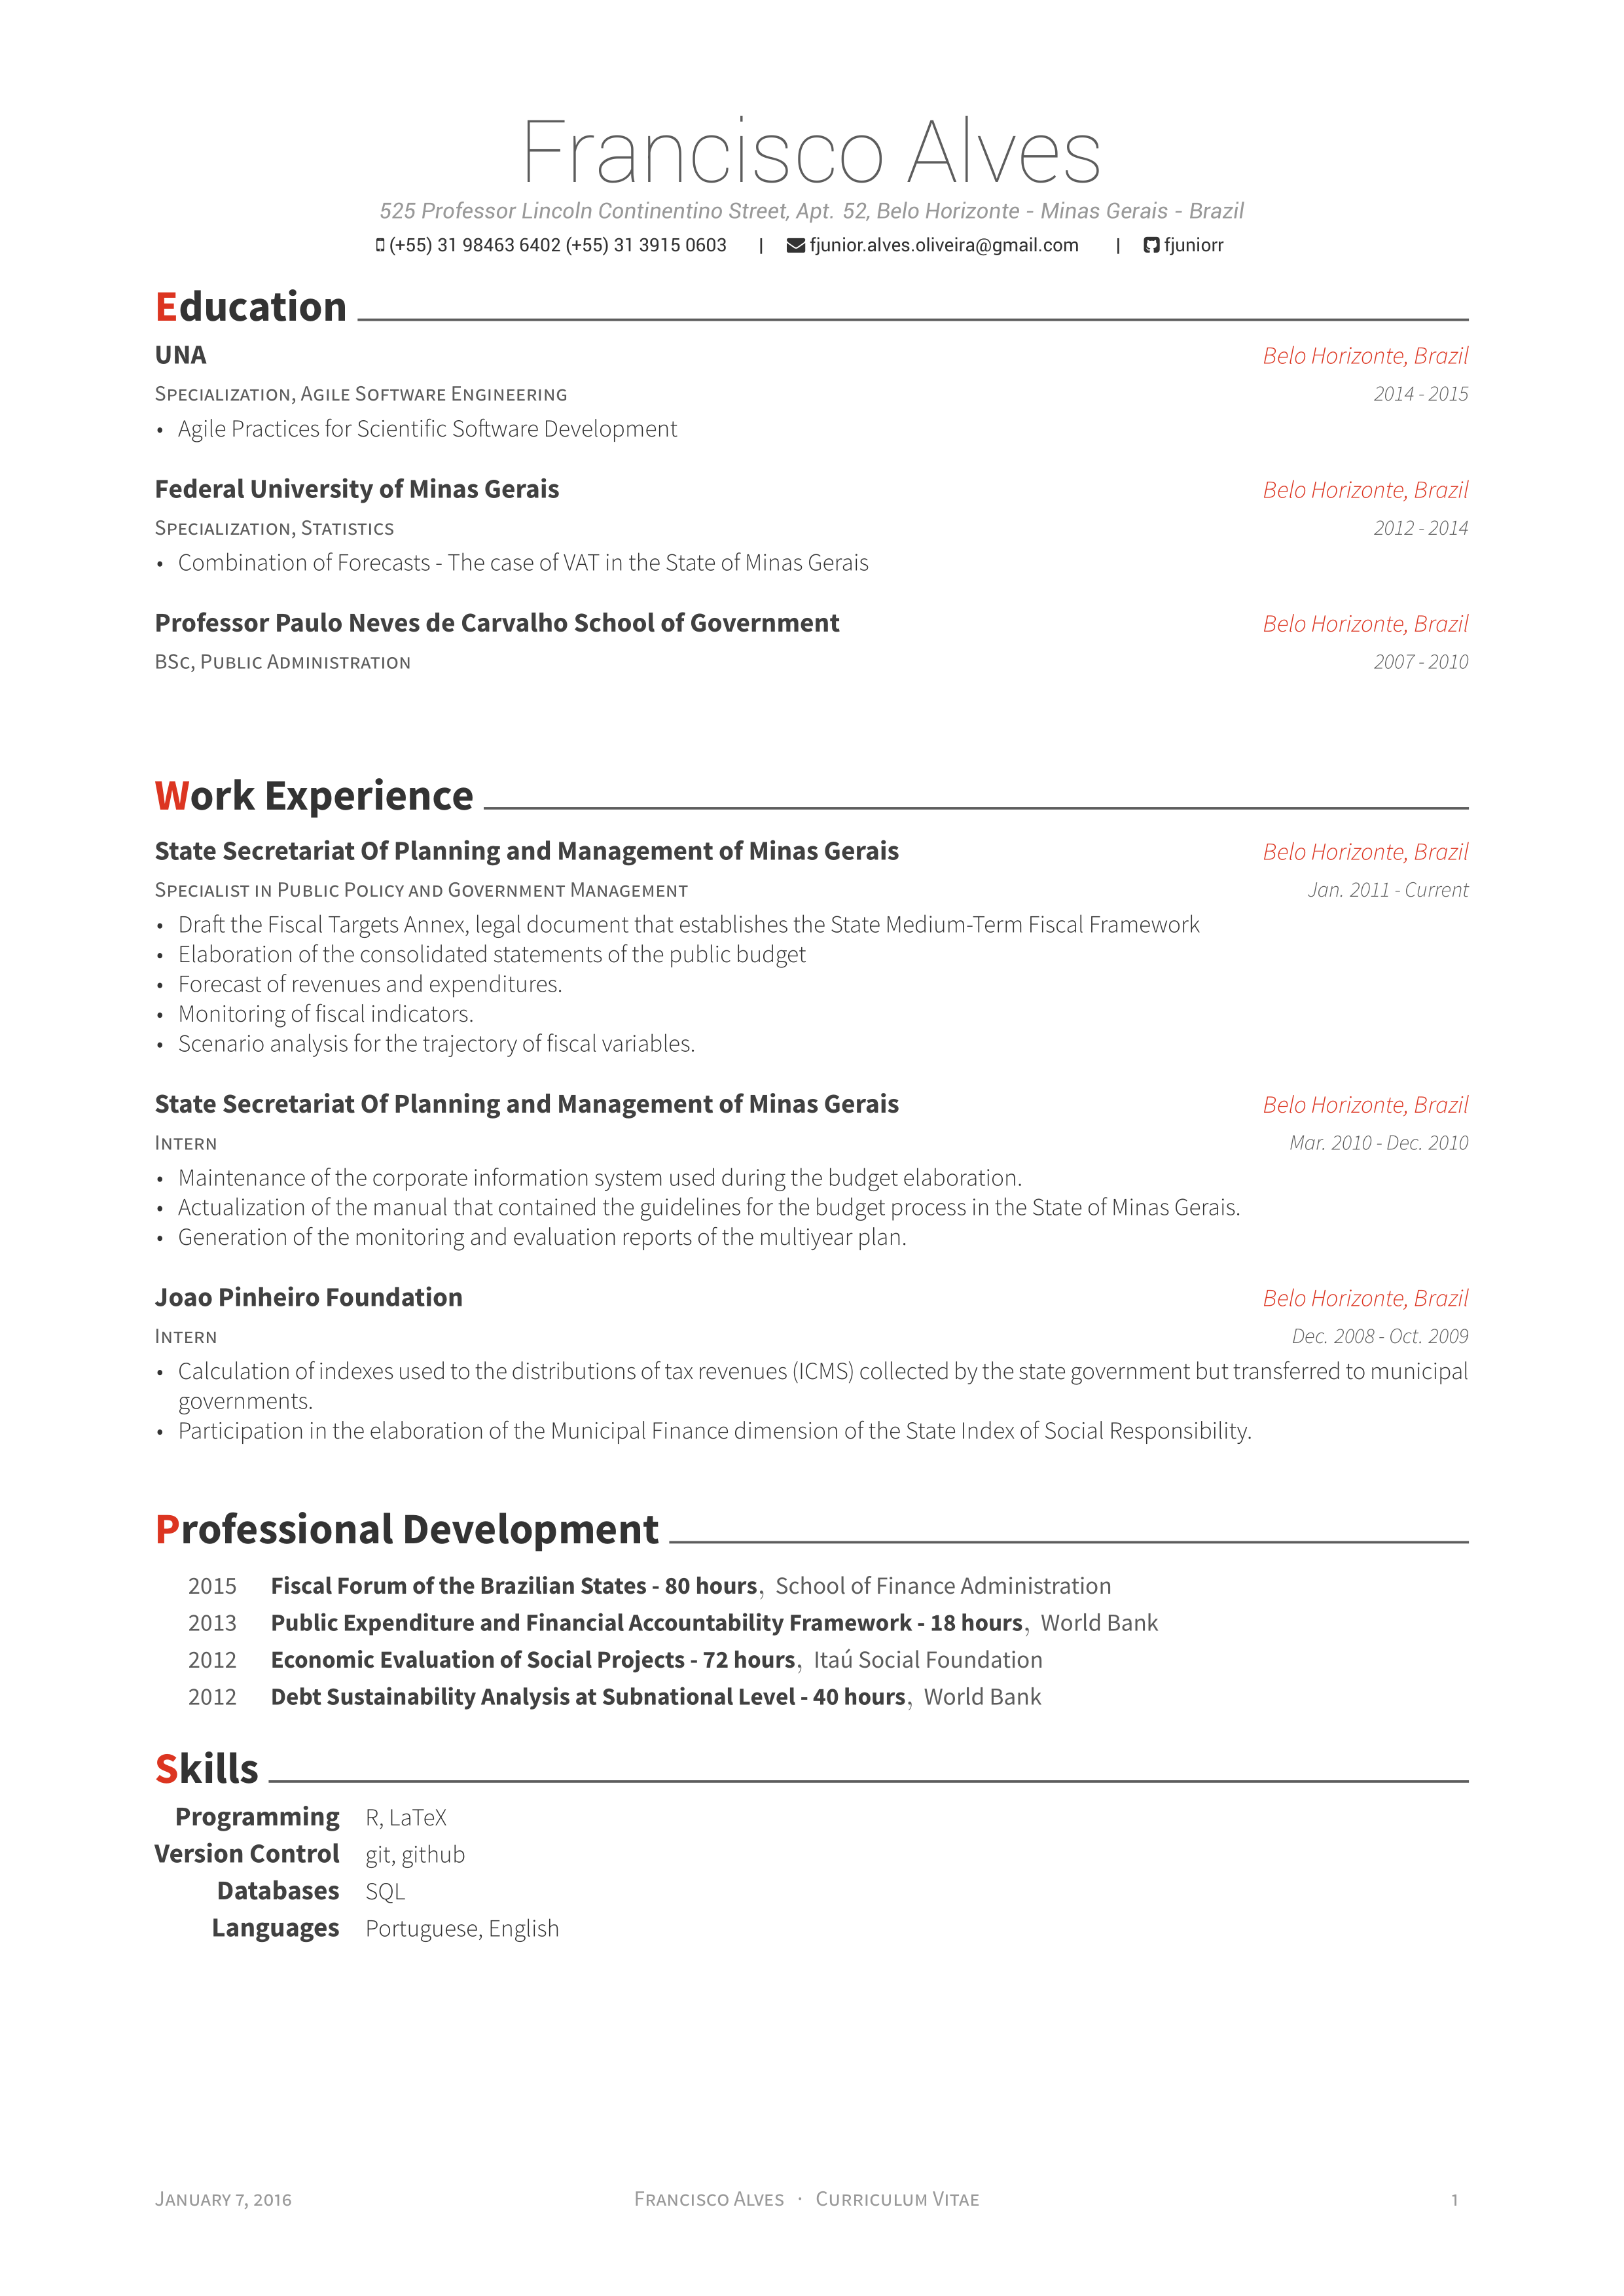 Francisco Alves
525 Professor Lincoln Continentino Street, Apt. 52, Belo Horizonte - Minas Gerais - Brazil
(+55) 31 98463 6402 (+55) 31 3915 0603 | fjunior.alves.oliveira@gmail.com | fjuniorr
Education
UNA Belo Horizonte, Brazil
Specialization, Agile Software Engineering 2014 - 2015
• Agile Practices for Scientific Software Development
Federal University of Minas Gerais Belo Horizonte, Brazil
Specialization, Statistics 2012 - 2014
• Combination of Forecasts - The case of VAT in the State of Minas Gerais
Professor Paulo Neves de Carvalho School of Government Belo Horizonte, Brazil
BSc, Public Administration 2007 - 2010
Work Experience
State Secretariat Of Planning and Management of Minas Gerais Belo Horizonte, Brazil
Specialist in Public Policy and Government Management Jan. 2011 - Current
• Draft the Fiscal Targets Annex, legal document that establishes the State Medium-Term Fiscal Framework
• Elaboration of the consolidated statements of the public budget
• Forecast of revenues and expenditures.
• Monitoring of fiscal indicators.
• Scenario analysis for the trajectory of fiscal variables.
State Secretariat Of Planning and Management of Minas Gerais Belo Horizonte, Brazil
Intern Mar. 2010 - Dec. 2010
• Maintenance of the corporate information system used during the budget elaboration.
• Actualization of the manual that contained the guidelines for the budget process in the State of Minas Gerais.
• Generation of the monitoring and evaluation reports of the multiyear plan.
Joao Pinheiro Foundation Belo Horizonte, Brazil
Intern Dec. 2008 - Oct. 2009
• Calculation of indexes used to the distributions of tax revenues (ICMS) collected by the state government but transferred to municipal
governments.
• Participation in the elaboration of the Municipal Finance dimension of the State Index of Social Responsibility.
Professional Development
2015 Fiscal Forum of the Brazilian States - 80 hours, School of Finance Administration
2013 Public Expenditure and Financial Accountability Framework - 18 hours, World Bank
2012 Economic Evaluation of Social Projects - 72 hours, Itaú Social Foundation
2012 Debt Sustainability Analysis at Subnational Level - 40 hours, World Bank
Skills
Programming R, LaTeX
Version Control git, github
Databases SQL
Languages Portuguese, English
January 7, 2016 Francisco Alves · Curriculum Vitae 1